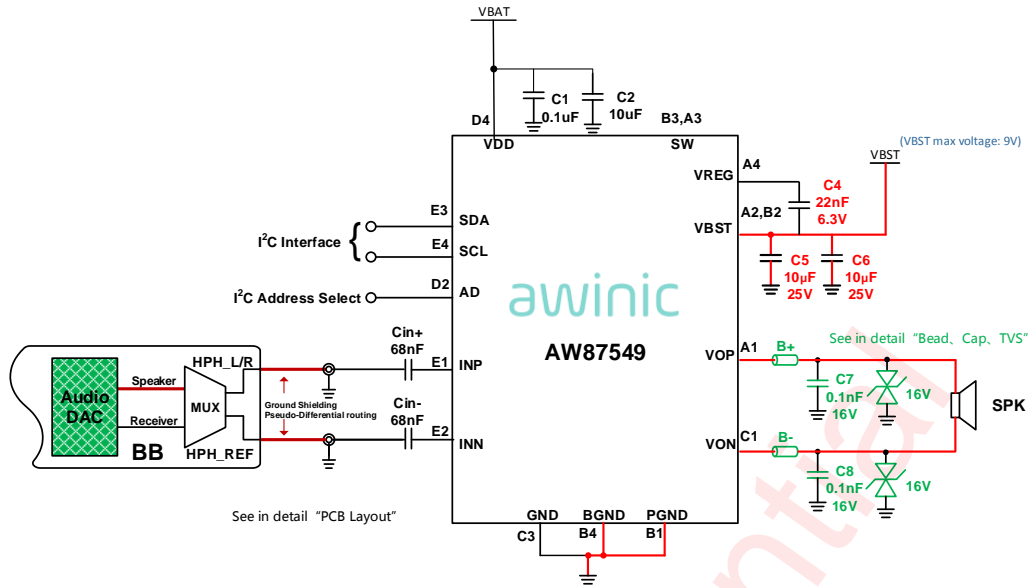 VBAT
C1
0.1uF
C2
10uF
D4
B3,A3
VDD
SW
(VBST max voltage: 9V)
VBST
A4
VREG
C4
22nF
6.3V
A2,B2
VBST
C5
10µF
25V
C6
10µF
25V
I²C Interface
E3
SDA
E4
SCL
I²C Address Select
D2
AD
awinic
AW87549
Cin+
68nF
E1
INP
Cin-
68nF
E2
INN
HPH_L/R
Speaker
Audio
DAC
MUX
Receiver
BB
HPH_REF
Ground Shielding
Pseudo-Differential routing
See in detail “PCB Layout”
See in detail “Bead、Cap、TVS”
VOP
A1
B+
C7
0.1nF
16V
16V
SPK
VON
C1
B-
C8
0.1nF
16V
16V
GND
BGND
PGND
C3
B4
B1
ntial